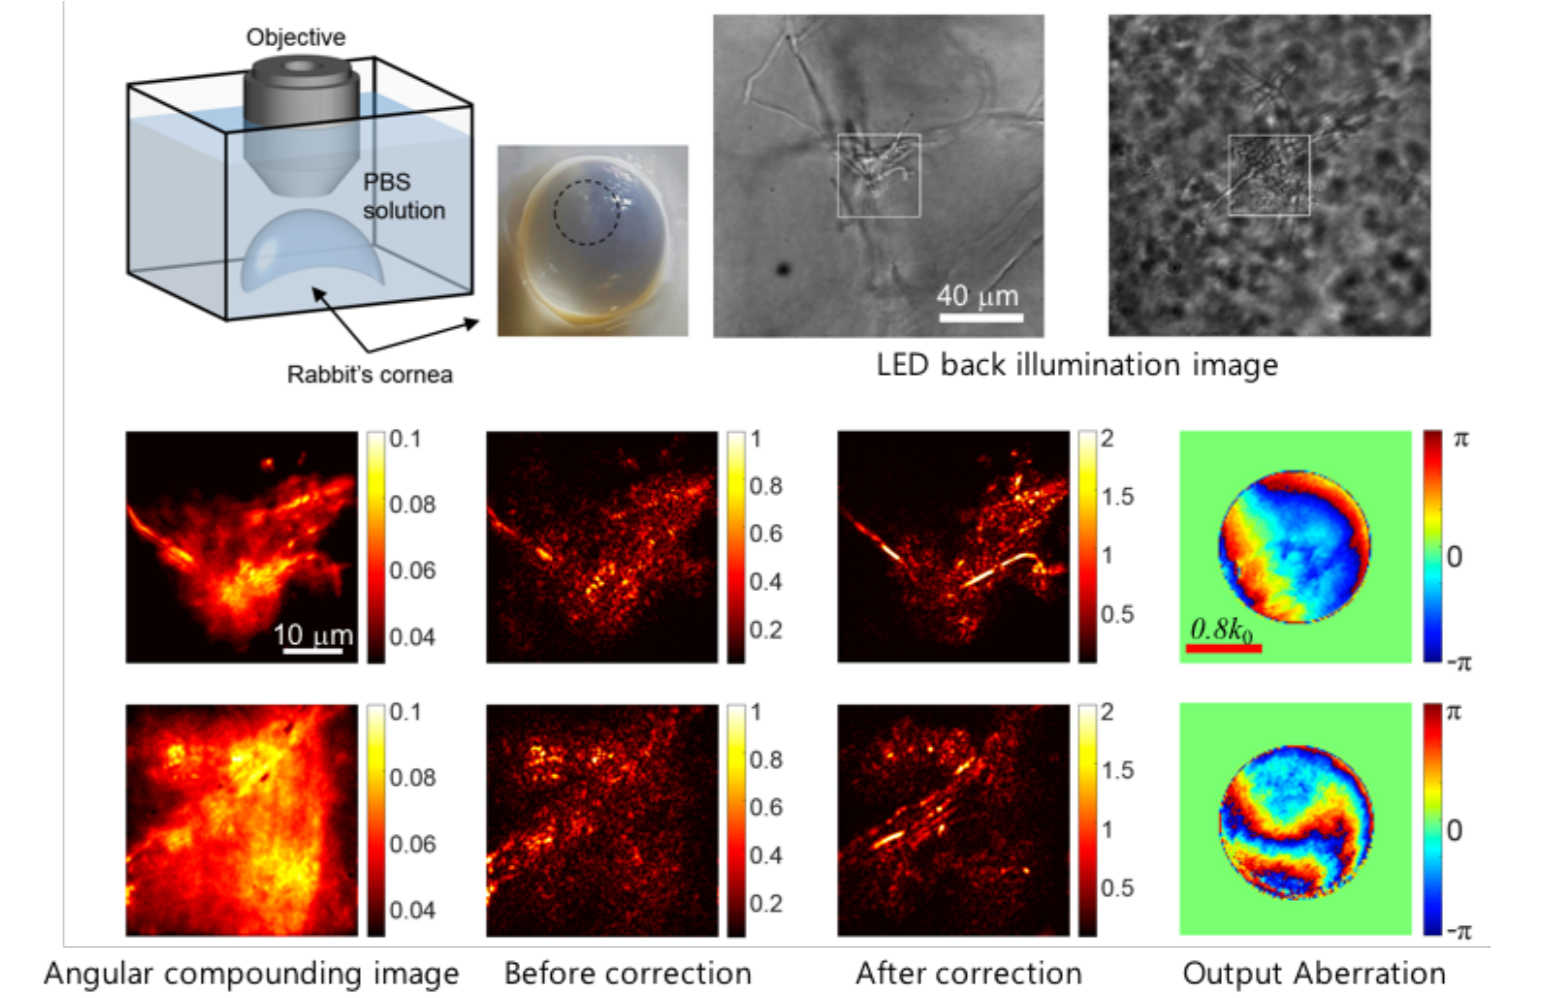 Objective
PBS
solution
Rabbit's cornea
40 μm
LED back illumination image
10 μm
0.1
0.08
0.06
0.04
1
0.8
0.6
0.4
0.2
2
1.5
1
0.5
0.8k₀
π
0
-π
0.1
0.08
0.06
0.04
1
0.8
0.6
0.4
0.2
2
1.5
1
0.5
π
0
-π
Angular compounding image
Before correction
After correction
Output Aberration